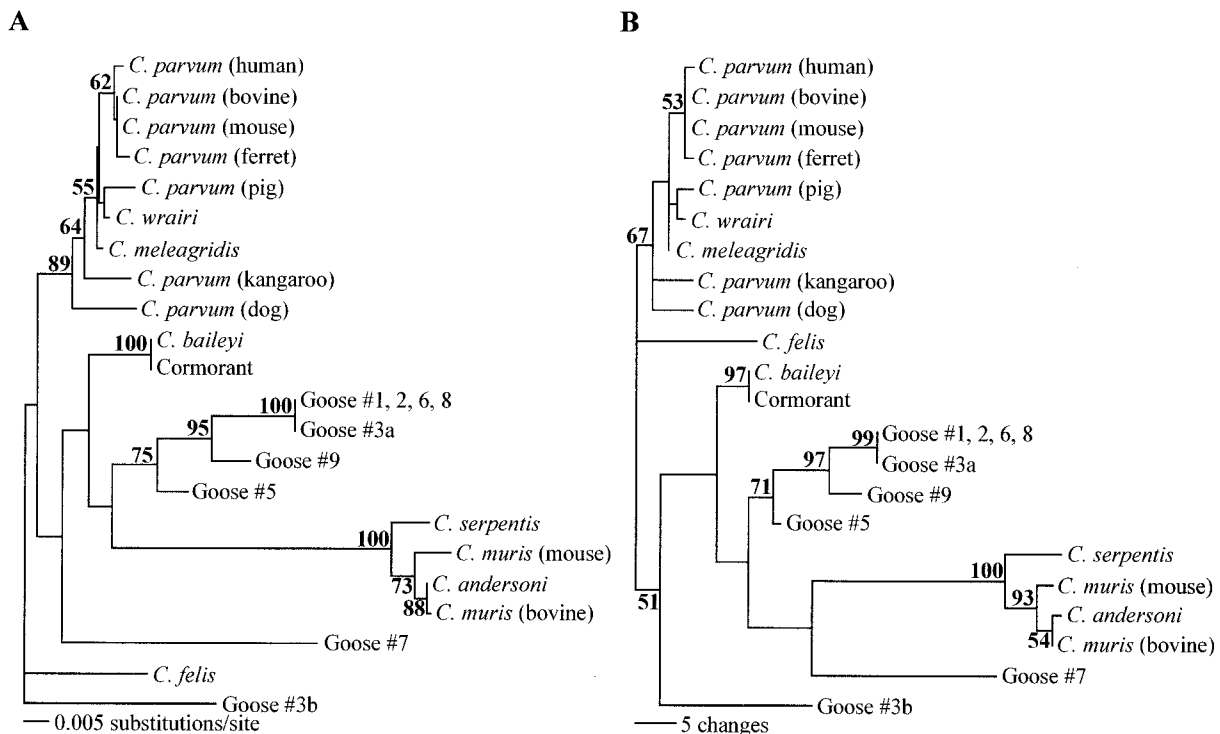 A
62
C. parvum (human)
C. parvum (bovine)
C. parvum (mouse)
C. parvum (ferret)
55
C. parvum (pig)
C. wrairi
64
C. meleagridis
89
C. parvum (kangaroo)
C. parvum (dog)
100
C. baileyi
Cormorant
100
Goose #1, 2, 6, 8
Goose #3a
95
Goose #9
75
Goose #5
100
C. serpentis
C. muris (mouse)
73
C. andersoni
88
C. muris (bovine)
Goose #7
C. felis
Goose #3b
0.005 substitutions/site
B
C. parvum (human)
53
C. parvum (bovine)
C. parvum (mouse)
C. parvum (ferret)
C. parvum (pig)
C. wrairi
67
C. meleagridis
C. parvum (kangaroo)
C. parvum (dog)
C. felis
97
C. baileyi
Cormorant
99
Goose #1, 2, 6, 8
Goose #3a
97
Goose #9
71
Goose #5
100
C. serpentis
93
C. muris (mouse)
C. andersoni
54
C. muris (bovine)
51
Goose #7
Goose #3b
5 changes